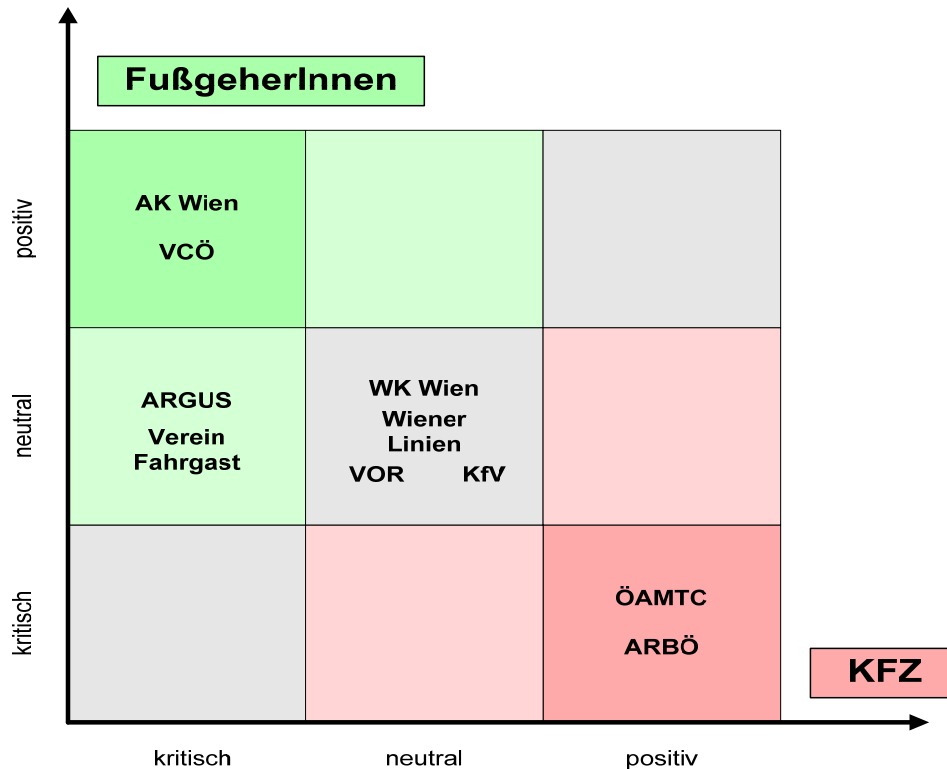 FußgeherInnen
positiv
AK Wien
VCÖ
neutral
ARGUS
Verein
Fahrgast
WK Wien
Wiener
Linien
VOR KfV
kritisch
ÖAMTC
ARBÖ
KFZ
kritisch neutral positiv